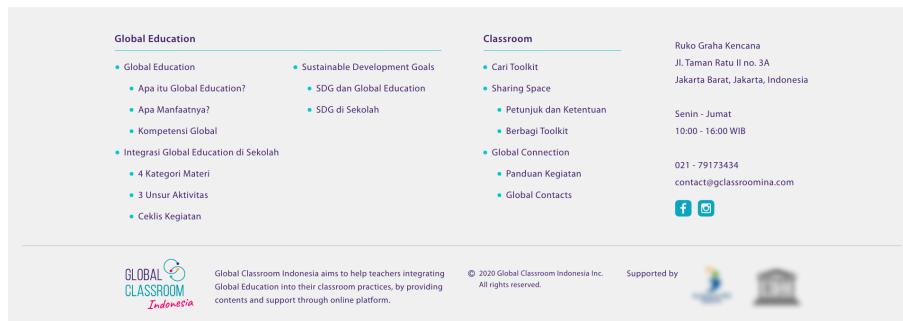 Global Education
Global Education
Apa itu Global Education?
Apa Manfaatnya?
Kompetensi Global
Integrasi Global Education di Sekolah
4 Kategori Materi
3 Unsur Aktivitas
Ceklis Kegiatan
Sustainable Development Goals
SDG dan Global Education
SDG di Sekolah
Classroom
Cari Toolkit
Sharing Space
Petunjuk dan Ketentuan
Berbagi Toolkit
Global Connection
Panduan Kegiatan
Global Contacts
Ruko Graha Kencana
Jl. Taman Ratu II no. 3A
Jakarta Barat, Jakarta, Indonesia
Senin - Jumat
10:00 - 16:00 WIB
021 - 79173434
contact@gclassroomina.com
GLOBAL
CLASSROOM
Indonesia
Global Classroom Indonesia aims to help teachers integrating
Global Education into their classroom practices, by providing
contents and support through online platform.
© 2020 Global Classroom Indonesia Inc.
All rights reserved.
Supported by